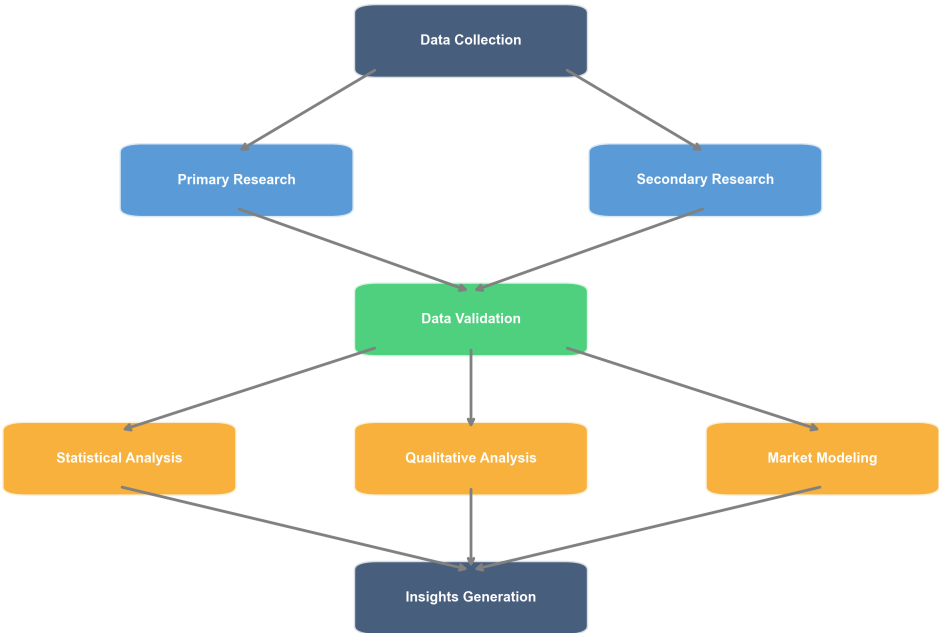 Data Collection
Primary Research
Secondary Research
Data Validation
Statistical Analysis
Qualitative Analysis
Market Modeling
Insights Generation